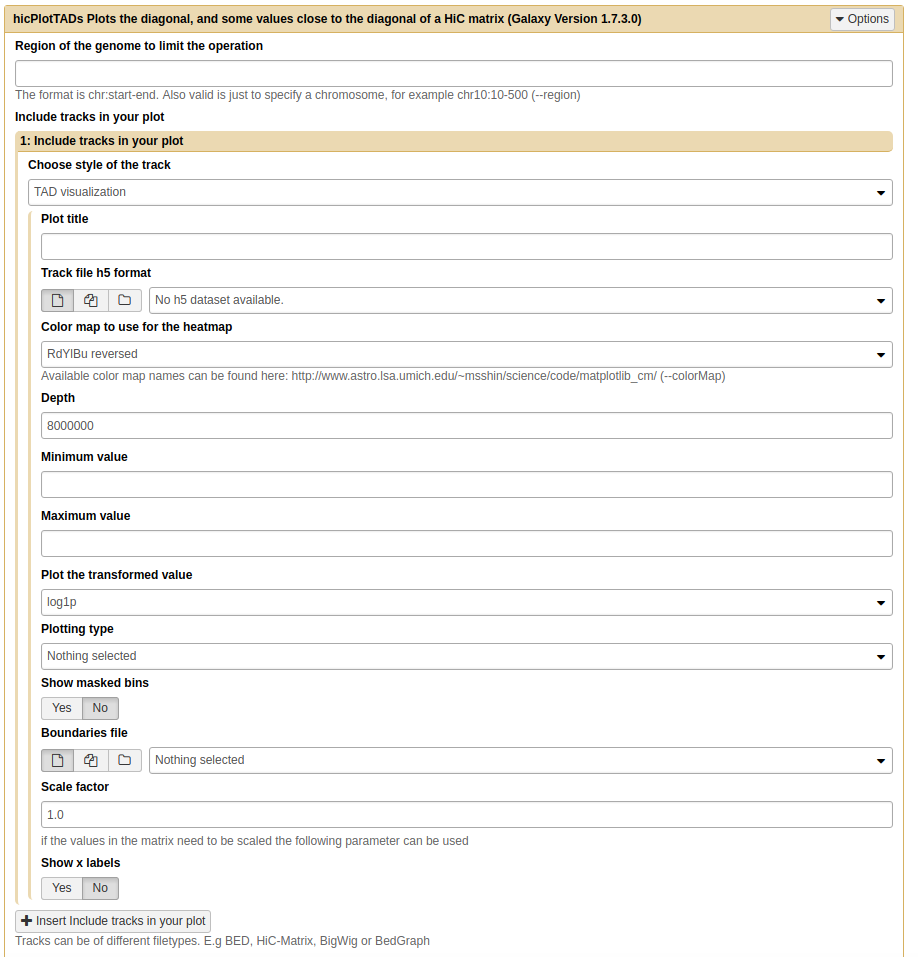 hicPlotTADs Plots the diagonal, and some values close to the diagonal of a HiC matrix (Galaxy Version 1.7.3.0)
Options
Region of the genome to limit the operation
The format is chr:start-end. Also valid is just to specify a chromosome, for example chr10:10-500 (--region)
Include tracks in your plot
1: Include tracks in your plot
Choose style of the track
TAD visualization
Plot title
Track file h5 format
No h5 dataset available.
Color map to use for the heatmap
RdYlBu reversed
Available color map names can be found here: http://www.astro.lsa.umich.edu/~msshin/science/code/matplotlib_cm/ (--colorMap)
Depth
8000000
Minimum value
Maximum value
Plot the transformed value
log1p
Plotting type
Nothing selected
Show masked bins
Yes No
Boundaries file
Nothing selected
Scale factor
1.0
if the values in the matrix need to be scaled the following parameter can be used
Show x labels
Yes No
Insert Include tracks in your plot
Tracks can be of different filetypes. E.g BED, HiC-Matrix, BigWig or BedGraph